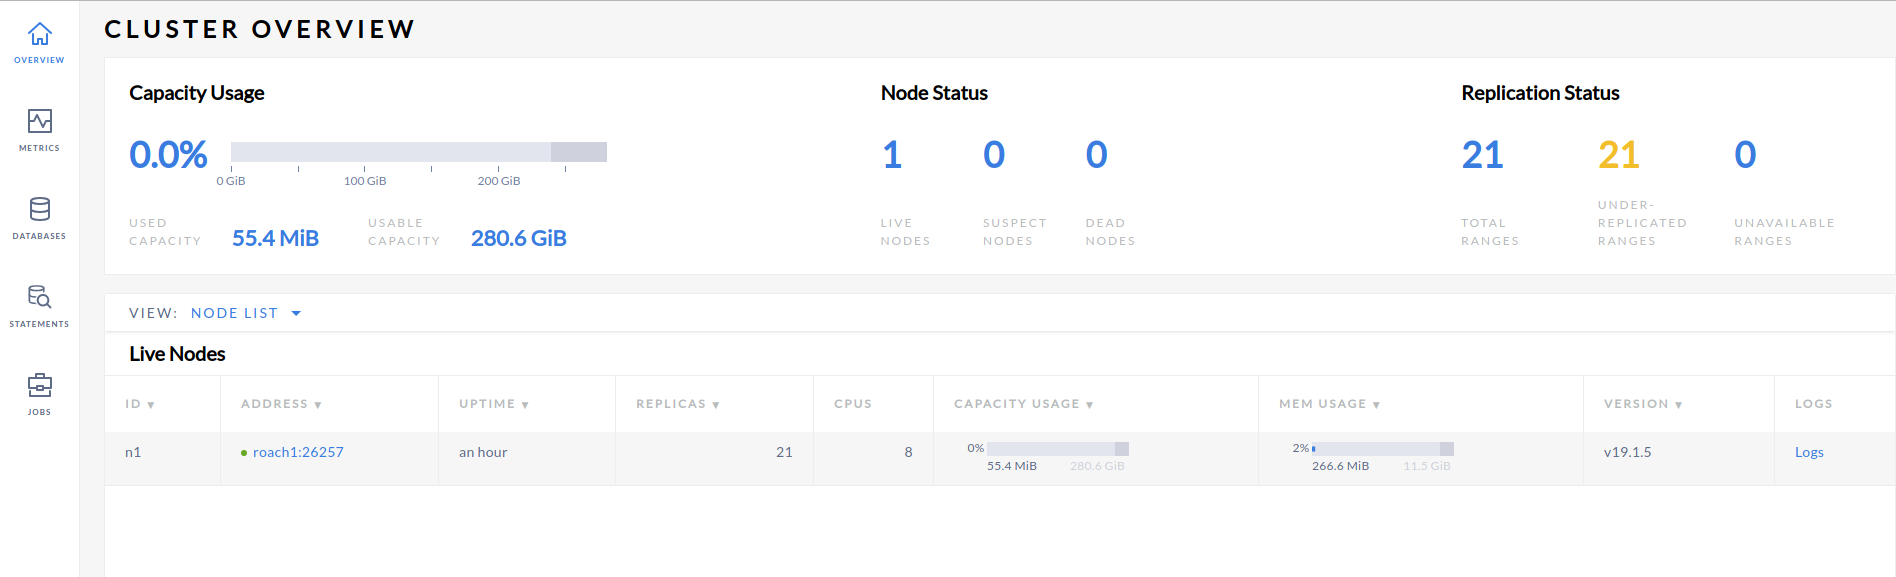 CLUSTER OVERVIEW
OVERVIEW
METRICS
DATABASES
STATEMENTS
JOBS
Capacity Usage
0.0%
0 GiB 100 GiB 200 GiB
USED CAPACITY
55.4 MiB
USABLE CAPACITY
280.6 GiB
Node Status
1 0 0
LIVE NODES
SUSPECT NODES
DEAD NODES
Replication Status
21 21 0
TOTAL RANGES
UNDER-REPLICATED RANGES
UNAVAILABLE RANGES
VIEW: NODE LIST
Live Nodes
ID ADDRESS UPTIME REPLICAS CPUS CAPACITY USAGE MEM USAGE VERSION LOGS
n1 roach1:26257 an hour 21 8 0% 2% v19.1.5 Logs
55.4 MiB 280.6 GiB 266.6 MiB 11.5 GiB